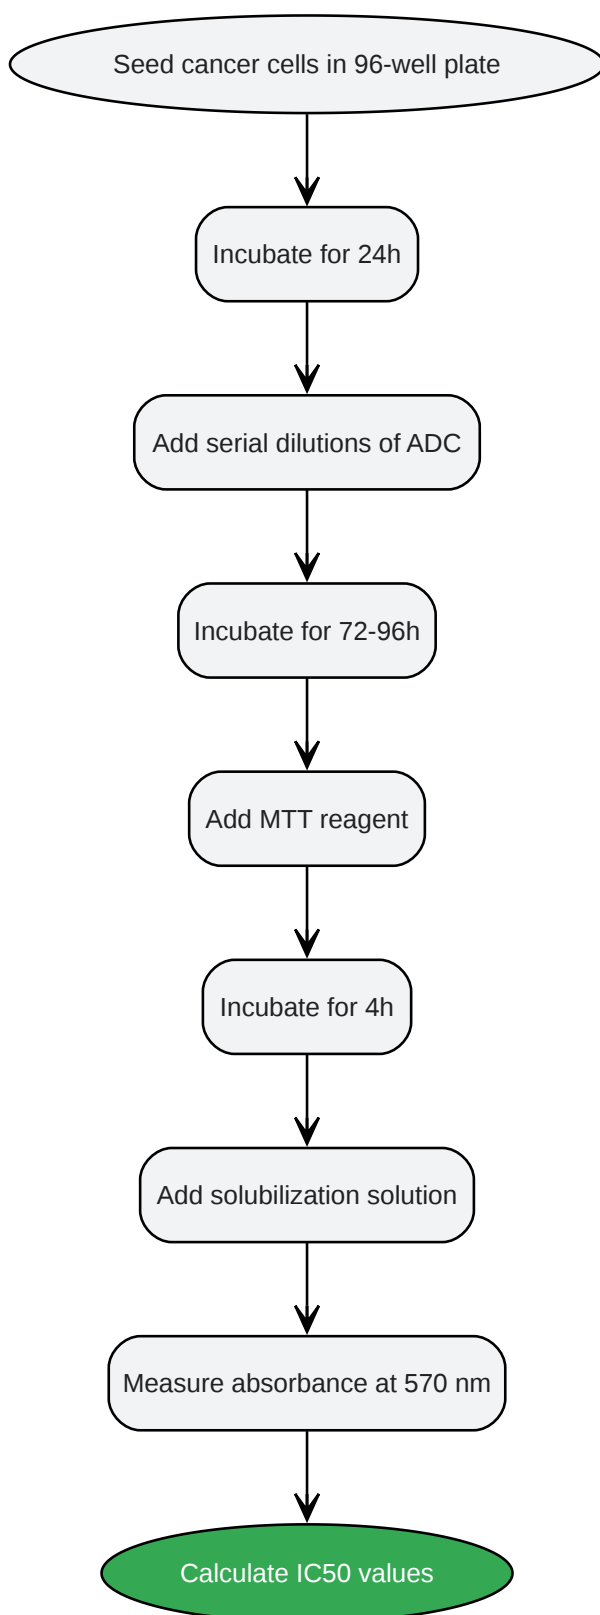 Seed cancer cells in 96-well plate
Incubate for 24h
Add serial dilutions of ADC
Incubate for 72-96h
Add MTT reagent
Incubate for 4h
Add solubilization solution
Measure absorbance at 570 nm
Calculate IC50 values